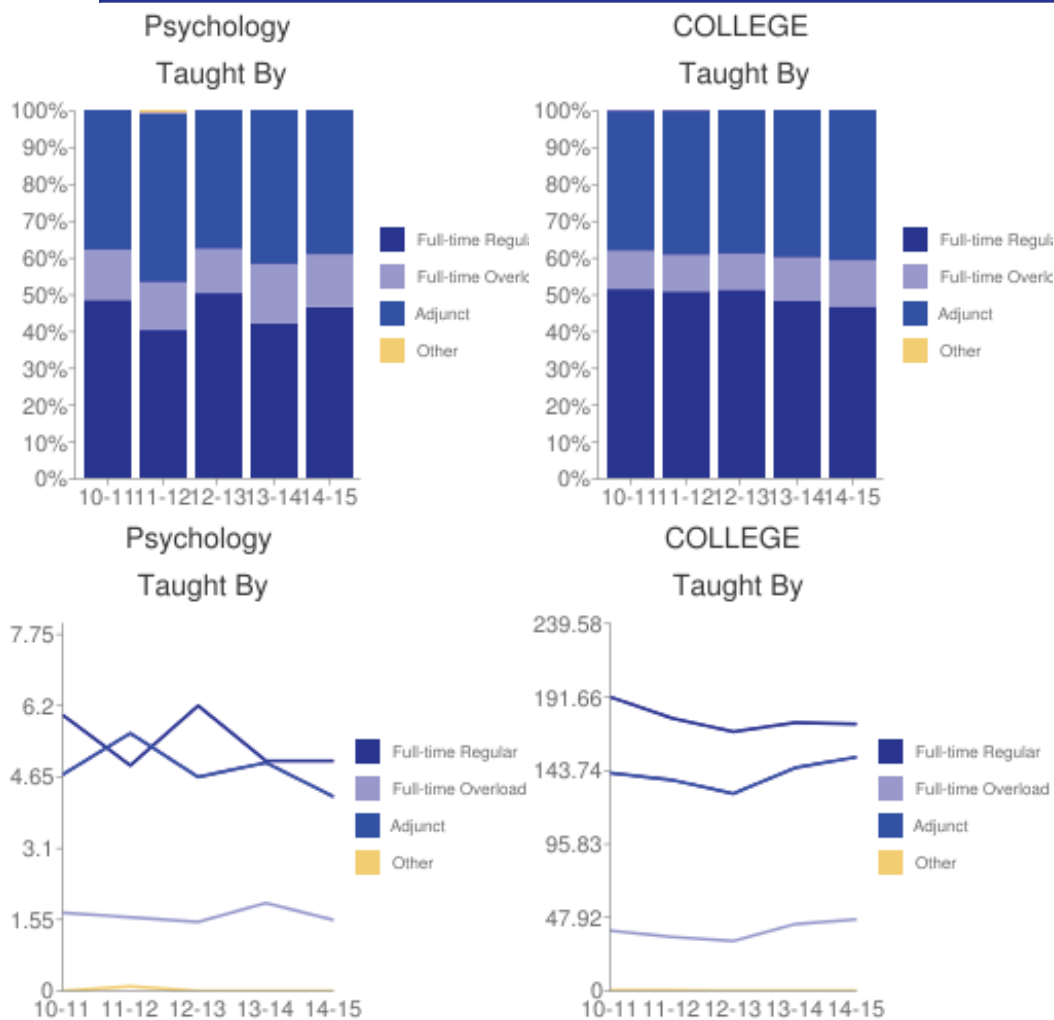 Psychology
Taught By
100%
90%
80%
70%
60%
50%
40%
30%
20%
10%
0%
10-11 11-12 12-13 13-14 14-15
Full-time Regula
Full-time Overlo
Adjunct
Other
COLLEGE
Taught By
100%
90%
80%
70%
60%
50%
40%
30%
20%
10%
0%
10-11 11-12 12-13 13-14 14-15
Full-time Regula
Full-time Overlo
Adjunct
Other
Psychology
Taught By
7.75
6.2
4.65
3.1
1.55
0
10-11 11-12 12-13 13-14 14-15
Full-time Regular
Full-time Overload
Adjunct
Other
COLLEGE
Taught By
239.58
191.66
143.74
95.83
47.92
0
10-11 11-12 12-13 13-14 14-15
Full-time Regular
Full-time Overload
Adjunct
Other